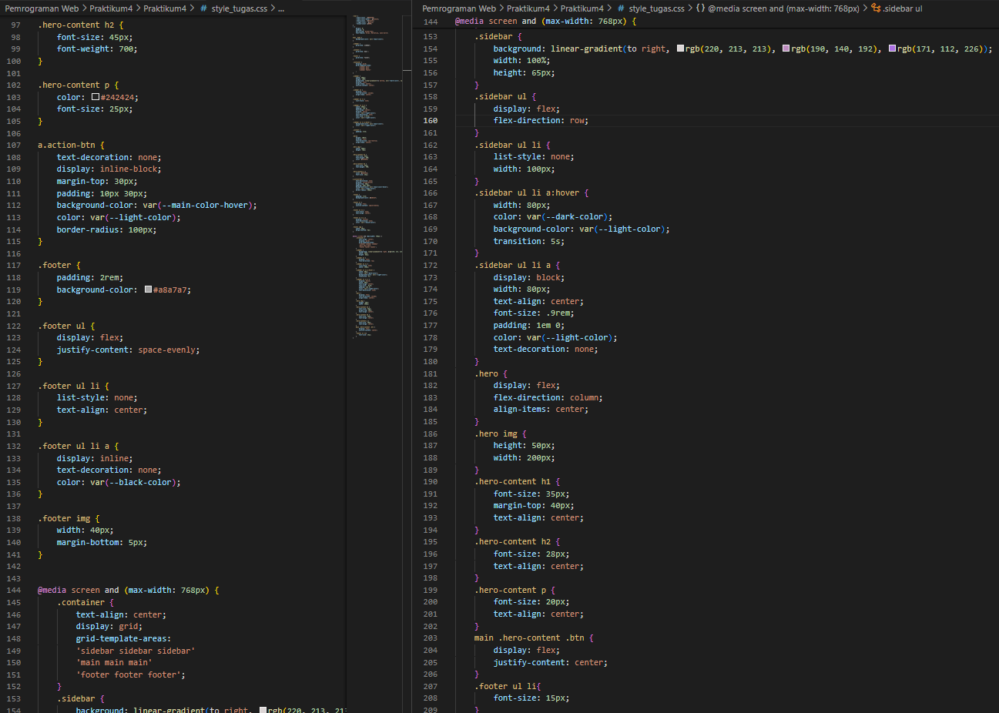 Pemrograman Web > Praktikum4 > Praktikum4 > # style_tugas.css > ...
97 .hero-content h2 {
98 font-size: 45px;
99 font-weight: 700;
100 }
101
102 .hero-content p {
103 color: #242424;
104 font-size: 25px;
105 }
106
107 a.action-btn {
108 text-decoration: none;
109 display: inline-block;
110 margin-top: 30px;
111 padding: 10px 30px;
112 background-color: var(--main-color-hover);
113 color: var(--light-color);
114 border-radius: 100px;
115 }
116
117 .footer {
118 padding: 2rem;
119 background-color: #a8a7a7;
120 }
121
122 .footer ul {
123 display: flex;
124 justify-content: space-evenly;
125 }
126
127 .footer ul li {
128 list-style: none;
129 text-align: center;
130 }
131
132 .footer ul li a {
133 display: inline;
134 text-decoration: none;
135 color: var(--black-color);
136 }
137
138 .footer img {
139 width: 40px;
140 margin-bottom: 5px;
141 }
142
143
144 @media screen and (max-width: 768px) {
145 .container {
146 text-align: center;
147 display: grid;
148 grid-template-areas:
149 'sidebar sidebar sidebar'
150 'main main main'
151 'footer footer footer';
152 }
153 .sidebar {
154 background: linear-gradient(to right, rgb(220, 213, 213
Pemrograman Web > Praktikum4 > Praktikum4 > # style_tugas.css > {} @media screen and (max-width: 768px) > .sidebar ul
144 @media screen and (max-width: 768px) {
153 .sidebar {
154 background: linear-gradient(to right, rgb(220, 213, 213), rgb(190, 140, 192), rgb(171, 112, 226));
155 width: 100%;
156 height: 65px;
157 }
158 .sidebar ul {
159 display: flex;
160 flex-direction: row;
161 }
162 .sidebar ul li {
163 list-style: none;
164 width: 100px;
165 }
166 .sidebar ul li a:hover {
167 width: 80px;
168 color: var(--dark-color);
169 background-color: var(--light-color);
170 transition: 5s;
171 }
172 .sidebar ul li a {
173 display: block;
174 width: 80px;
175 text-align: center;
176 font-size: .9rem;
177 padding: 1em 0;
178 color: var(--light-color);
179 text-decoration: none;
180 }
181 .hero {
182 display: flex;
183 flex-direction: column;
184 align-items: center;
185 }
186 .hero img {
187 height: 50px;
188 width: 200px;
189 }
190 .hero-content h1 {
191 font-size: 35px;
192 margin-top: 40px;
193 text-align: center;
194 }
195 .hero-content h2 {
196 font-size: 28px;
197 text-align: center;
198 }
199 .hero-content p {
200 font-size: 20px;
201 text-align: center;
202 }
203 main .hero-content .btn {
204 display: flex;
205 justify-content: center;
206 }
207 .footer ul li{
208 font-size: 15px;
209 }